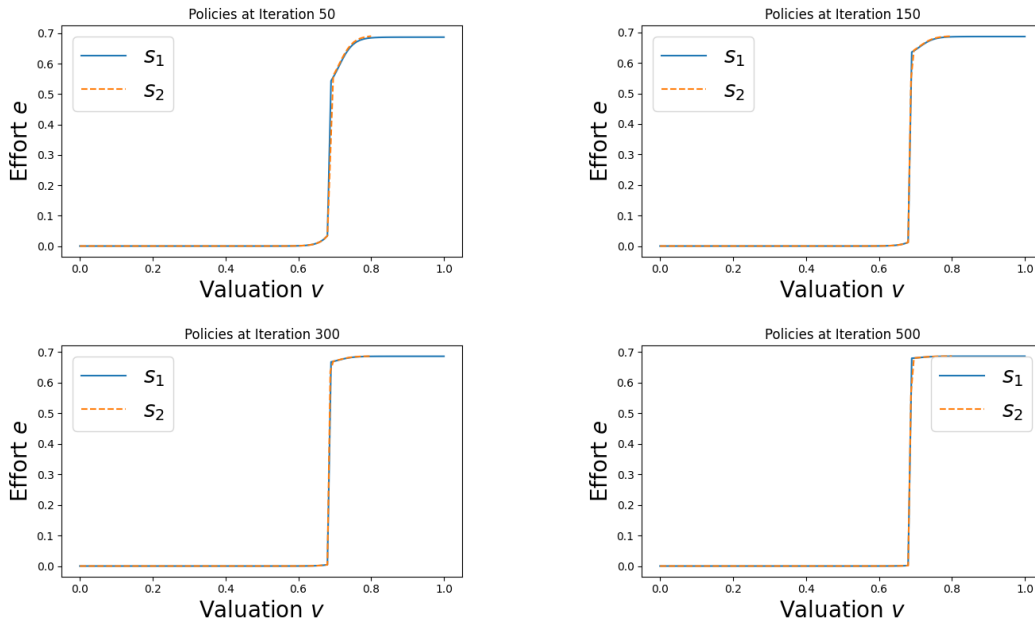 Policies at Iteration 50
0.7
0.6
0.5
0.4
0.3
0.2
0.1
0.0
Effort e
s1
s2
0.0 0.2 0.4 0.6 0.8 1.0
Valuation v
Policies at Iteration 150
0.7
0.6
0.5
0.4
0.3
0.2
0.1
0.0
Effort e
s1
s2
0.0 0.2 0.4 0.6 0.8 1.0
Valuation v
Policies at Iteration 300
0.7
0.6
0.5
0.4
0.3
0.2
0.1
0.0
Effort e
s1
s2
0.0 0.2 0.4 0.6 0.8 1.0
Valuation v
Policies at Iteration 500
0.7
0.6
0.5
0.4
0.3
0.2
0.1
0.0
Effort e
s1
s2
0.0 0.2 0.4 0.6 0.8 1.0
Valuation v